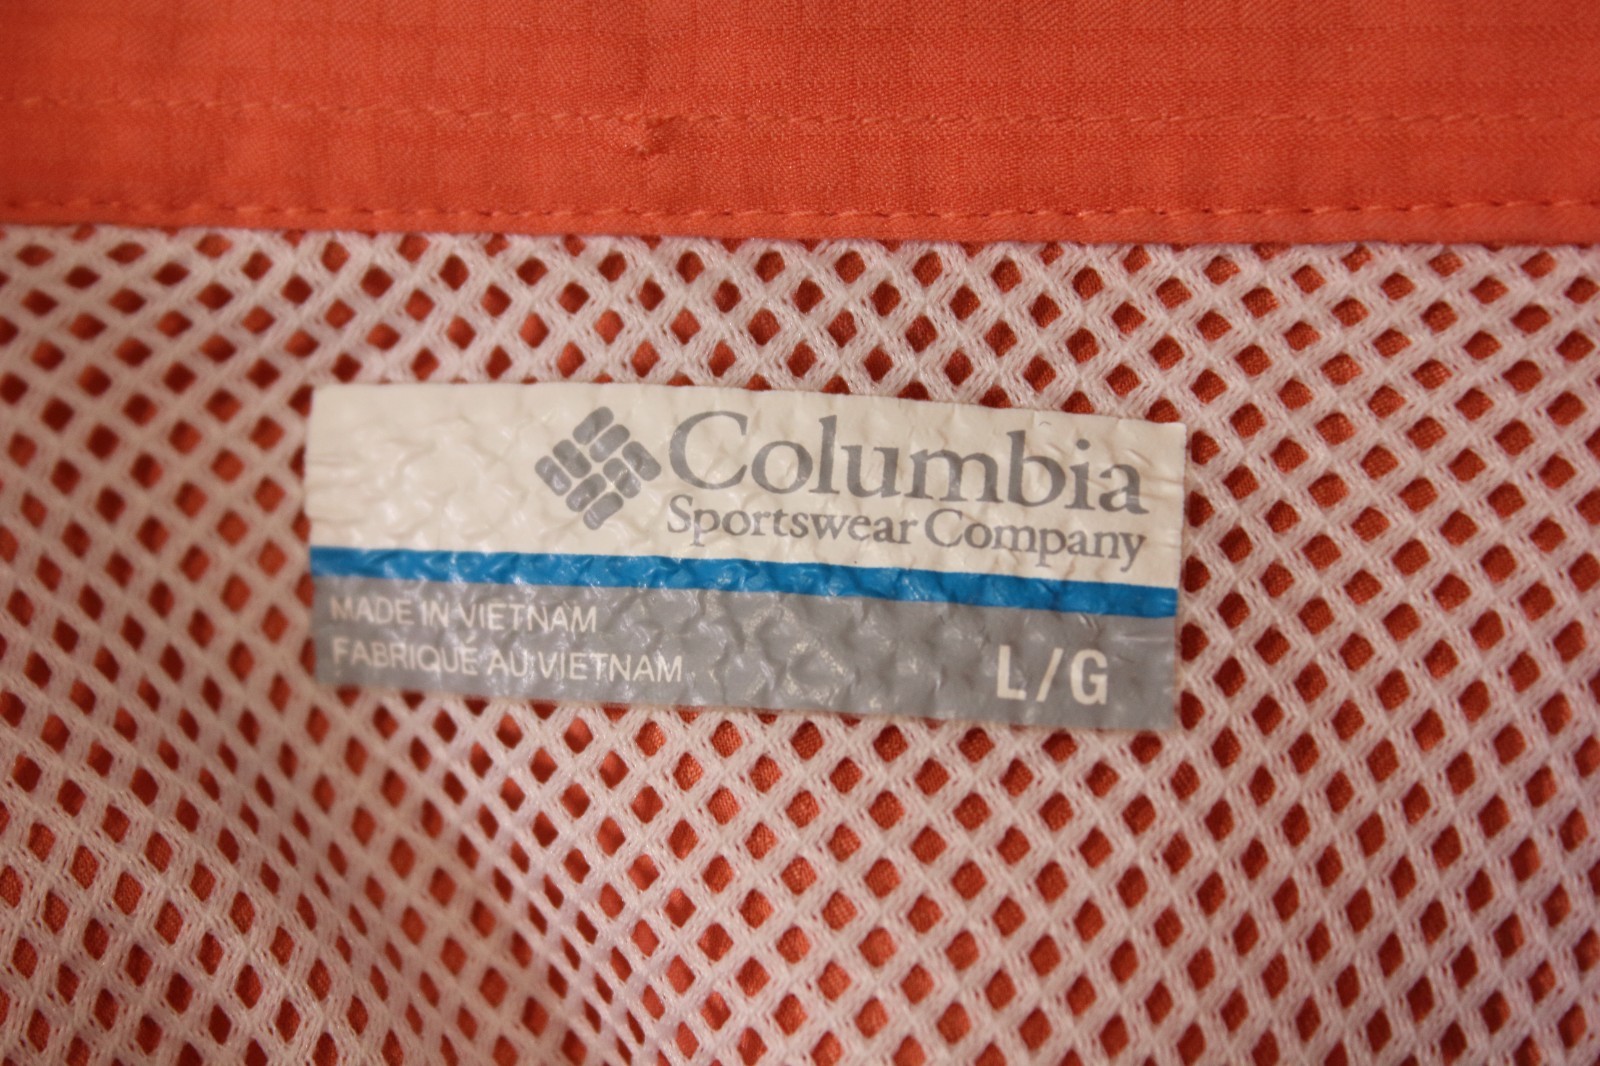 Columbia
Sportswear Company
MADE IN VIETNAM
FABRIQUÉ AU VIETNAM
L/G